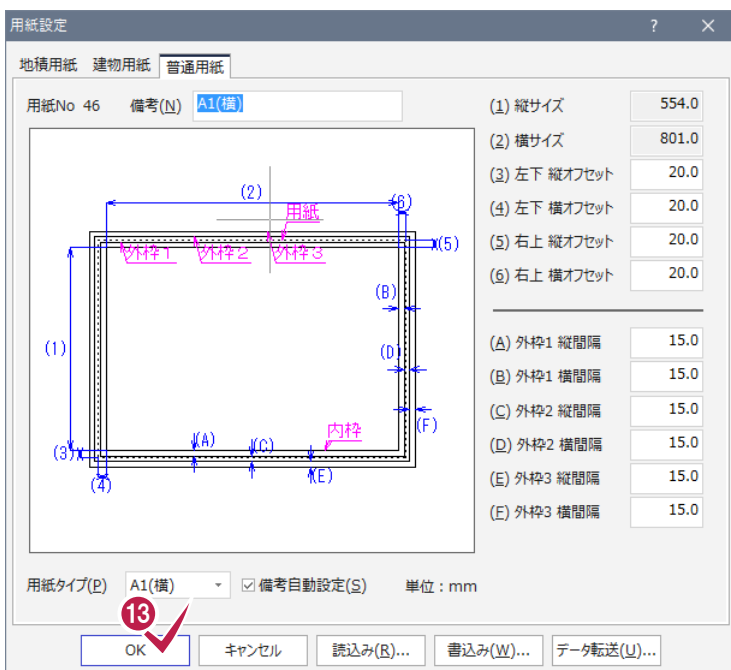 用紙設定 ? ×
地積用紙 建物用紙 普通用紙
用紙No 46 備考(N) A1(横)
(1) 縦サイズ 554.0
(2) 横サイズ 801.0
(3) 左下 縦オフセット 20.0
(4) 左下 横オフセット 20.0
(5) 右上 縦オフセット 20.0
(6) 右上 横オフセット 20.0
(A) 外枠1 縦間隔 15.0
(B) 外枠1 横間隔 15.0
(C) 外枠2 縦間隔 15.0
(D) 外枠2 横間隔 15.0
(E) 外枠3 縦間隔 15.0
(F) 外枠3 横間隔 15.0
(2)
(6)
用紙
外枠1 外枠2 外枠3
(5)
(B)
(1)
(D)
(F)
内枠
(A)
(C)
(3)
(E)
(4)
用紙タイプ(P) A1(横) 備考自動設定(S) 単位：mm
13
OK キャンセル 読込み(R)... 書込み(W)... データ転送(U)...